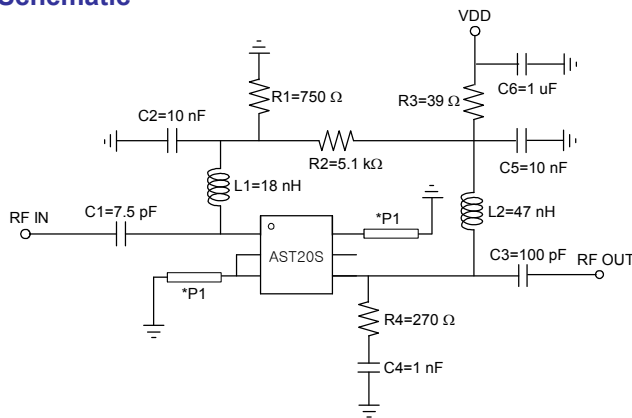 Schematic
VDD
C6=1 uF
R1=750 Ω
R3=39 Ω
C2=10 nF
R2=5.1 kΩ
C5=10 nF
L1=18 nH
L2=47 nH
RF IN
C1=7.5 pF
*P1
AST20S
C3=100 pF
RF OUT
*P1
R4=270 Ω
C4=1 nF